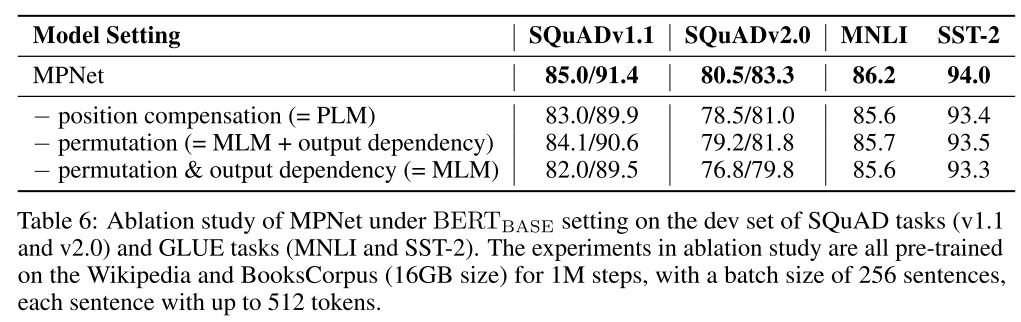 Model Setting | SQuADv1.1 | SQuADv2.0 | MNLI SST-2
MPNet | 85.0/91.4 | 80.5/83.3 | 86.2 94.0
− position compensation (= PLM) | 83.0/89.9 | 78.5/81.0 | 85.6 93.4
− permutation (= MLM + output dependency) | 84.1/90.6 | 79.2/81.8 | 85.7 93.5
− permutation & output dependency (= MLM) | 82.0/89.5 | 76.8/79.8 | 85.6 93.3
Table 6: Ablation study of MPNet under BERTBASE setting on the dev set of SQuAD tasks (v1.1
and v2.0) and GLUE tasks (MNLI and SST-2). The experiments in ablation study are all pre-trained
on the Wikipedia and BooksCorpus (16GB size) for 1M steps, with a batch size of 256 sentences,
each sentence with up to 512 tokens.